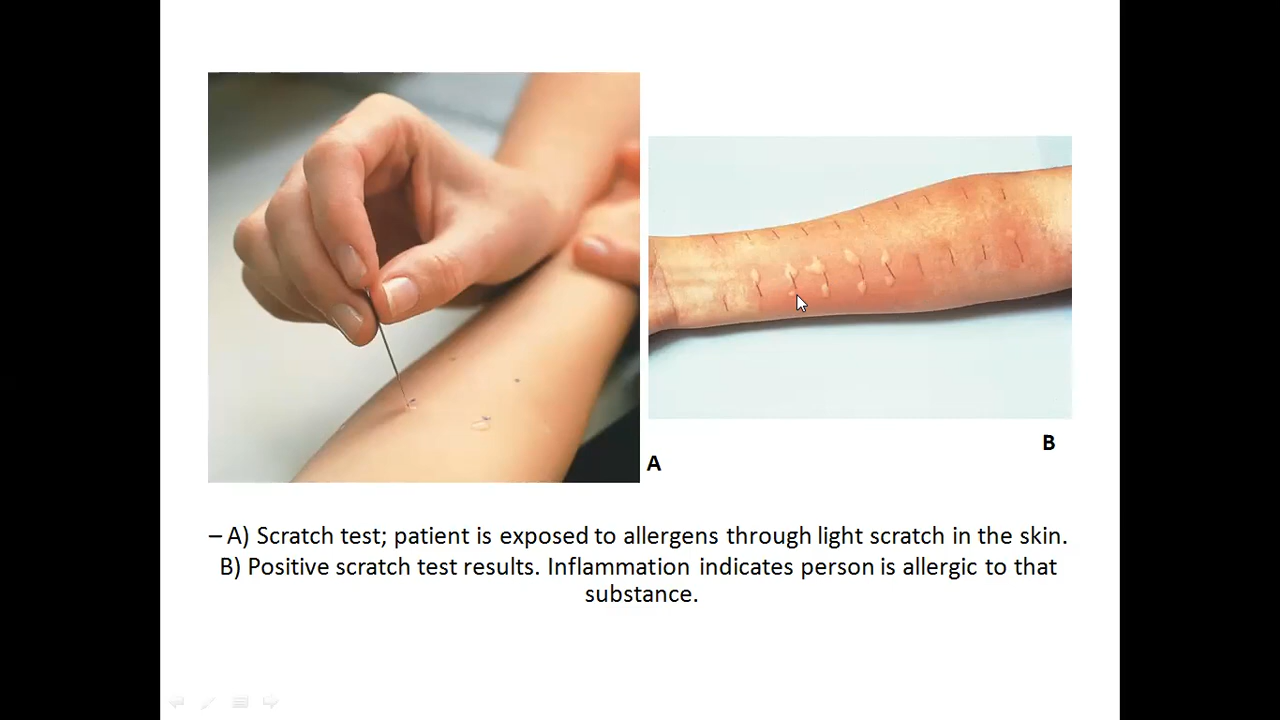 A
B
– A) Scratch test; patient is exposed to allergens through light scratch in the skin.
B) Positive scratch test results. Inflammation indicates person is allergic to that
substance.